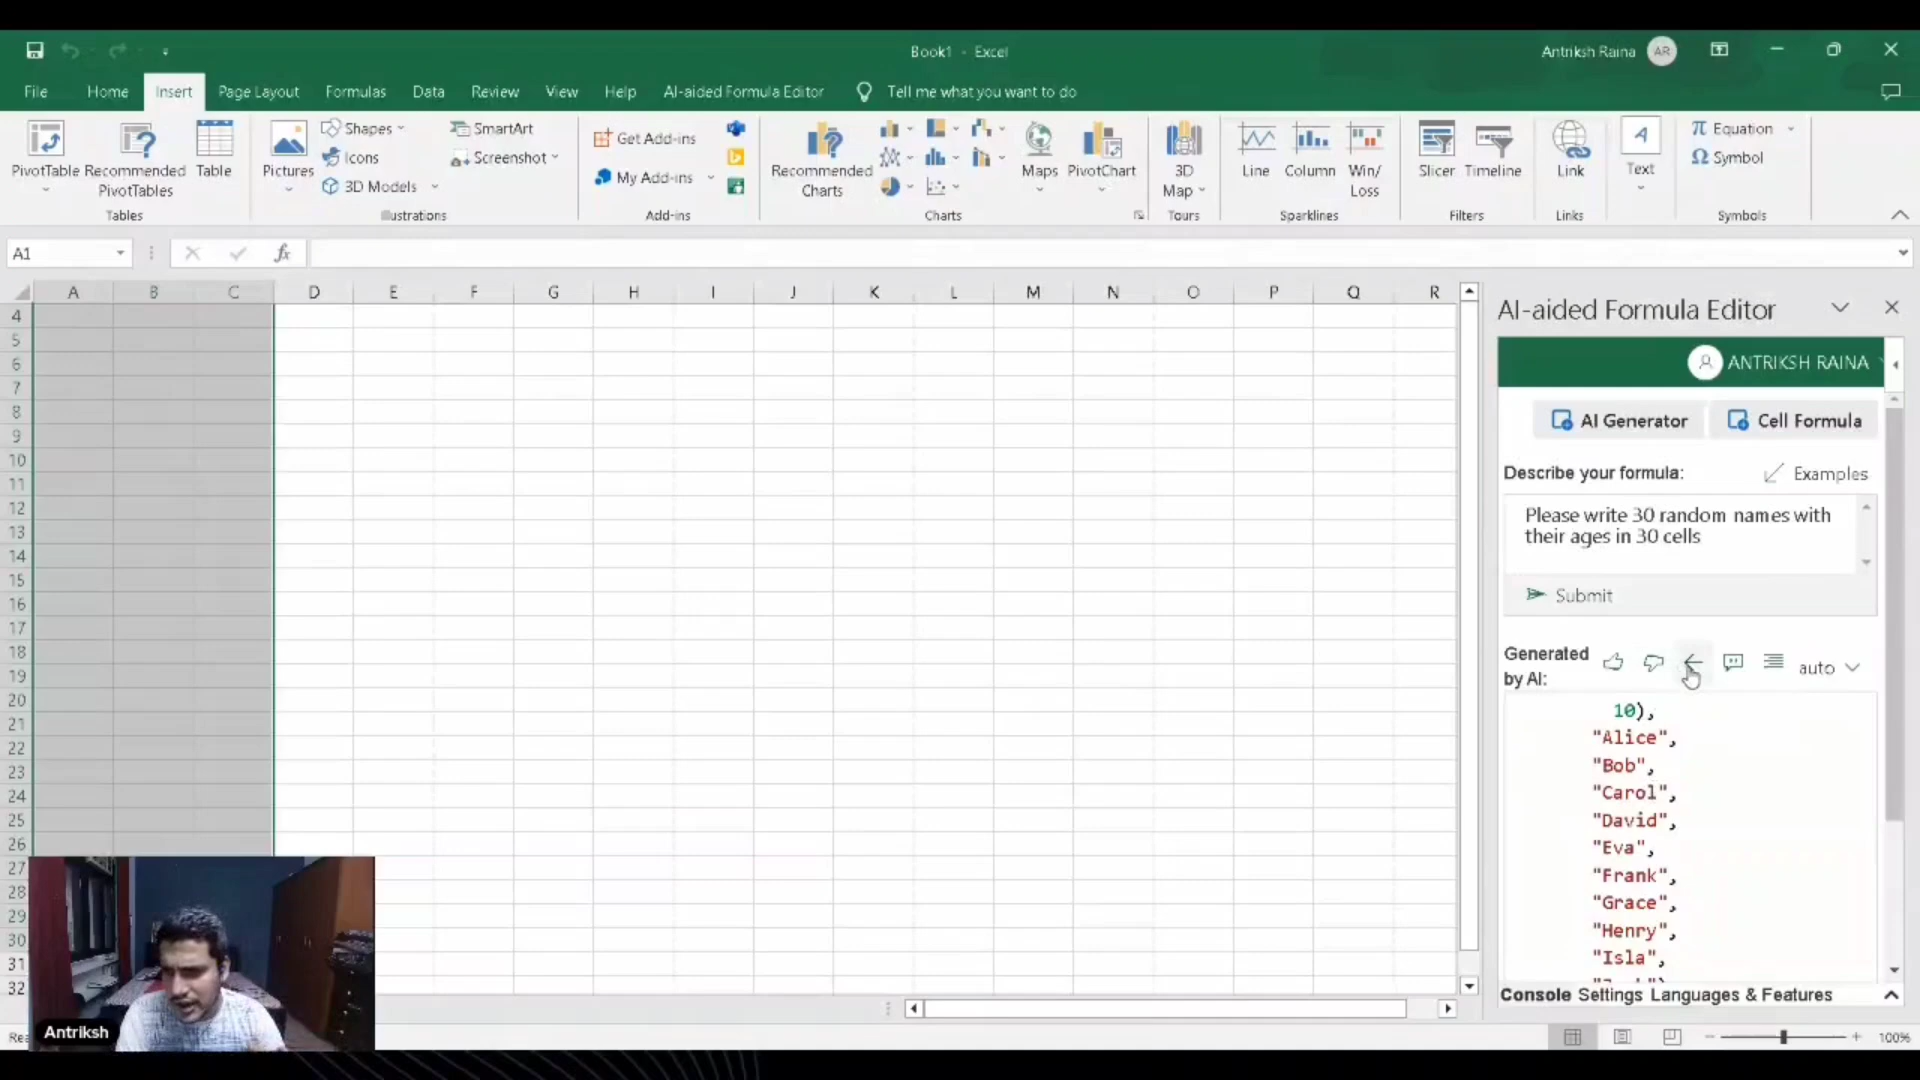 Book1 - Excel
Antriksh Raina AR
File Home Insert Page Layout Formulas Data Review View Help AI-aided Formula Editor Tell me what you want to do
PivotTable
Recommended
PivotTables
Table
Tables
Pictures
Shapes
Icons
3D Models
SmartArt
Screenshot
Illustrations
Get Add-ins
My Add-ins
Add-ins
Recommended
Charts
Maps
PivotChart
Charts
3D
Map
Tours
Line
Column
Win/
Loss
Sparklines
Slicer
Timeline
Filters
Link
Links
Text
Equation
Symbol
Symbols
A1
fx
A B C D E F G H I J K L M N O P Q R
4
5
6
7
8
9
10
11
12
13
14
15
16
17
18
19
20
21
22
23
24
25
26
27
28
29
30
31
32
AI-aided Formula Editor
ANTRIKSH RAINA
AI Generator Cell Formula
Describe your formula: Examples
Please write 30 random names with
their ages in 30 cells
Submit
Generated
by AI:
auto
10),
"Alice",
"Bob",
"Carol",
"David",
"Eva",
"Frank",
"Grace",
"Henry",
"Isla",
Console Settings Languages & Features
Antriksh
100%